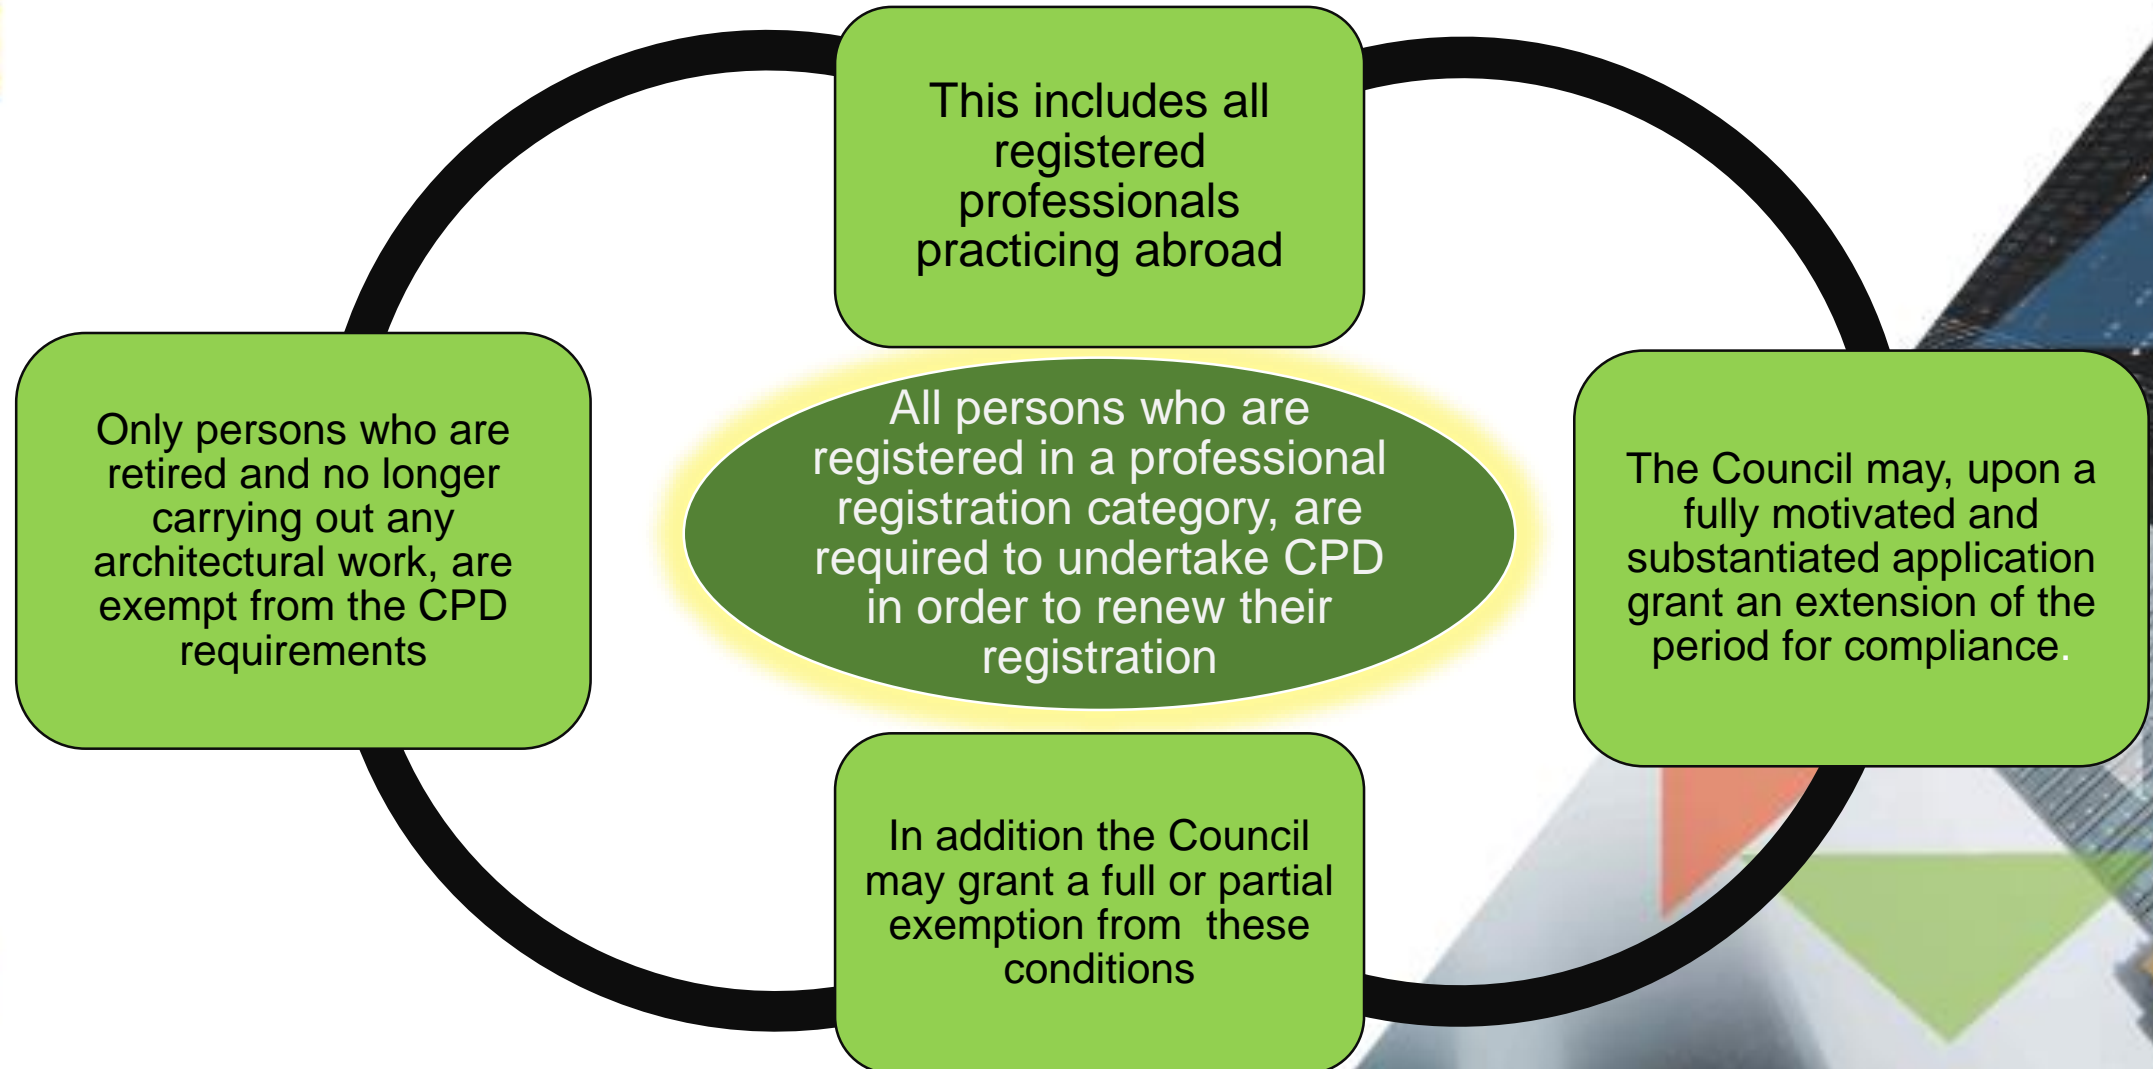 This includes all
registered
professionals
practicing abroad
All persons who are
registered in a professional
registration category, are
required to undertake CPD
in order to renew their
registration
Only persons who are
retired and no longer
carrying out any
architectural work, are
exempt from the CPD
requirements
The Council may, upon a
fully motivated and
substantiated application
grant an extension of the
period for compliance.
In addition the Council
may grant a full or partial
exemption from  these
conditions